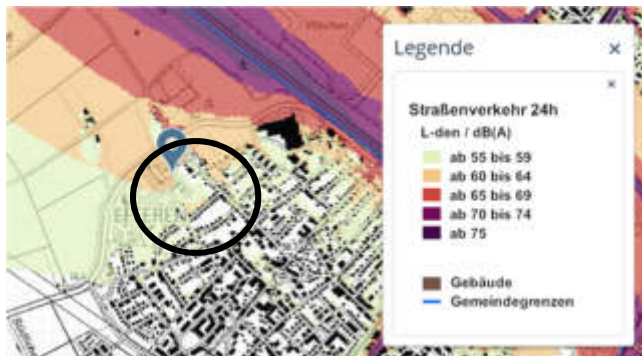 EFFEREN
Legende ×
×
Straßenverkehr 24h
L-den / dB(A)
ab 55 bis 59
ab 60 bis 64
ab 65 bis 69
ab 70 bis 74
ab 75
Gebäude
Gemeindegrenzen